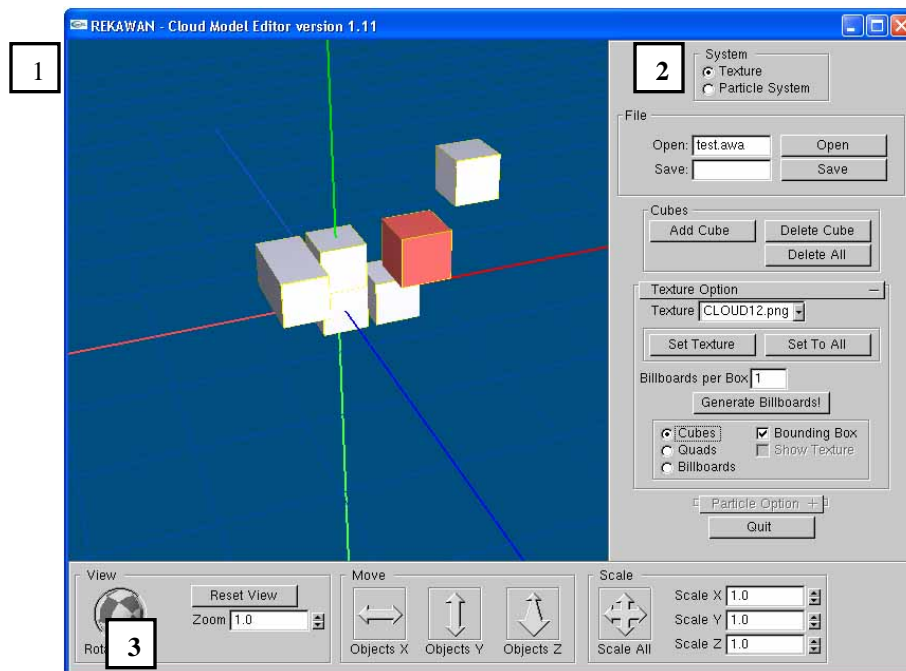 REKAWAN - Cloud Model Editor version 1.11
1
2
System
Texture
Particle System
File
Open: test.awa Open
Save: Save
Cubes
Add Cube Delete Cube
Delete All
Texture Option
Texture CLOUD12.png
Set Texture Set To All
Billboards per Box 1
Generate Billboards!
Cubes Bounding Box
Quads Show Texture
Billboards
Particle Option +
Quit
View
Reset View
Zoom 1.0
3
Move
Objects X Objects Y Objects Z
Scale
Scale All
Scale X 1.0
Scale Y 1.0
Scale Z 1.0